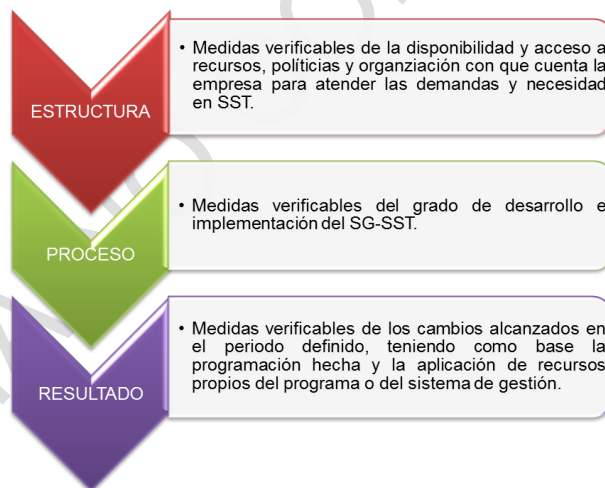 ESTRUCTURA
• Medidas verificables de la disponibilidad y acceso a
recursos, políticias y organziación con que cuenta la
empresa para atender las demandas y necesidad
en SST.
PROCESO
• Medidas verificables del grado de desarrollo e
implementación del SG-SST.
RESULTADO
• Medidas verificables de los cambios alcanzados en
el periodo definido, teniendo como base la
programación hecha y la aplicación de recursos
propios del programa o del sistema de gestión.